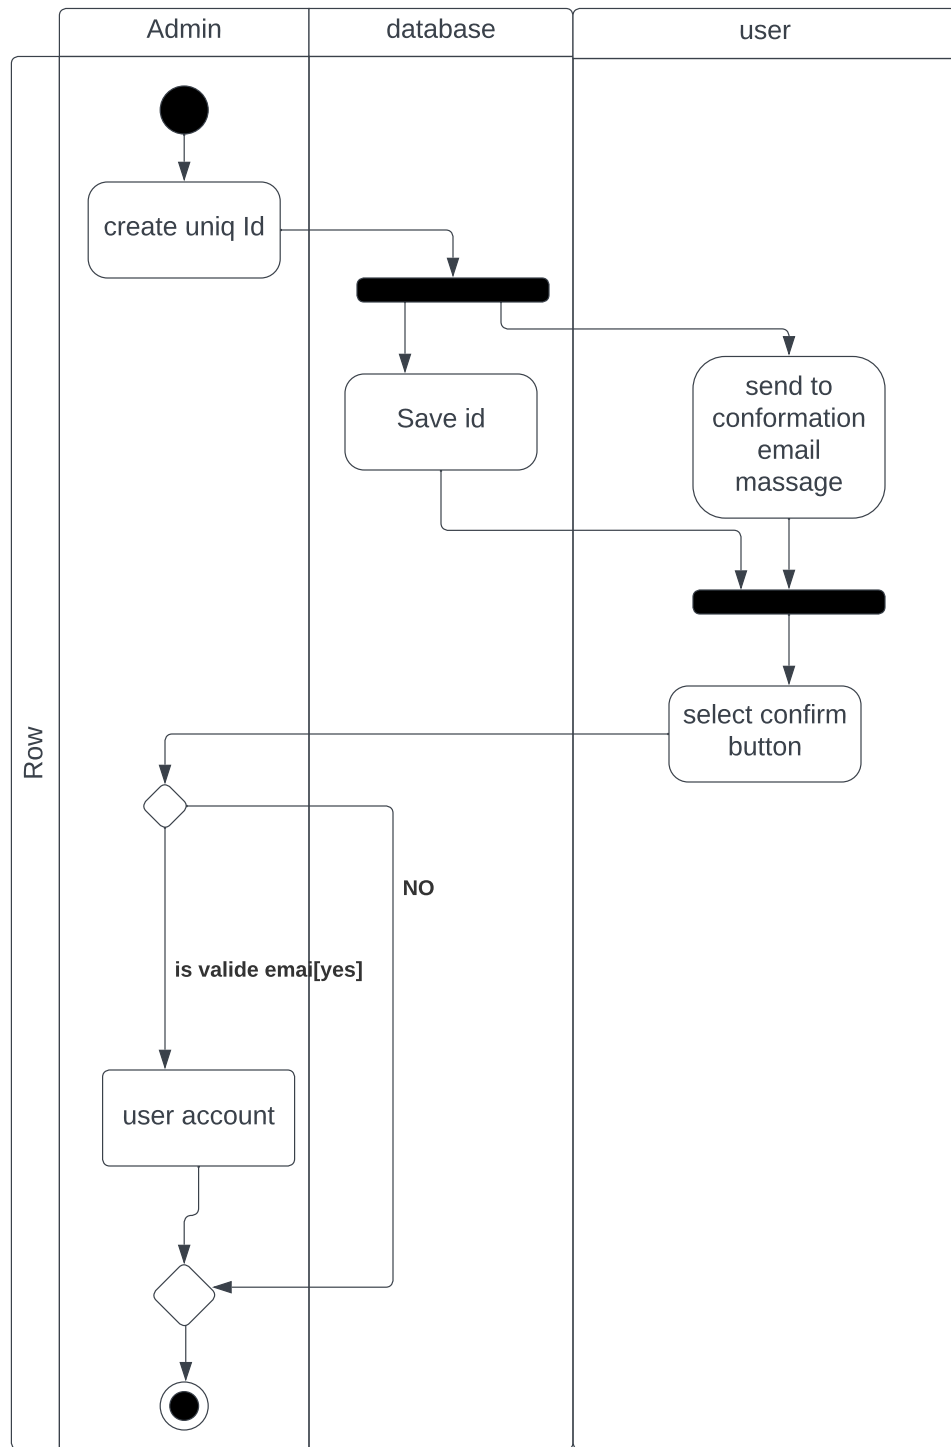 Admin
database
user
create uniq Id
Save id
send to
conformation
email
massage
select confirm
button
Row
NO
is valide emai[yes]
user account